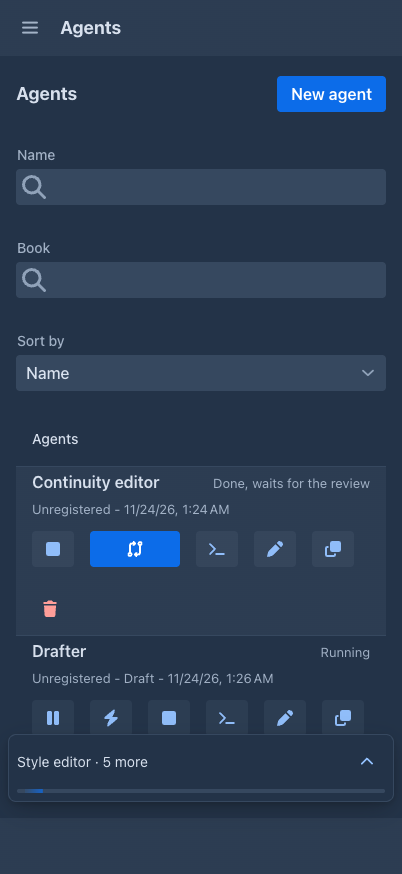 Agents
Agents
New agent
Name
Book
Sort by
Name
Agents
Continuity editor
Done, waits for the review
Unregistered - 11/24/26, 1:24 AM
Drafter
Running
Unregistered - Draft - 11/24/26, 1:26 AM
Style editor · 5 more